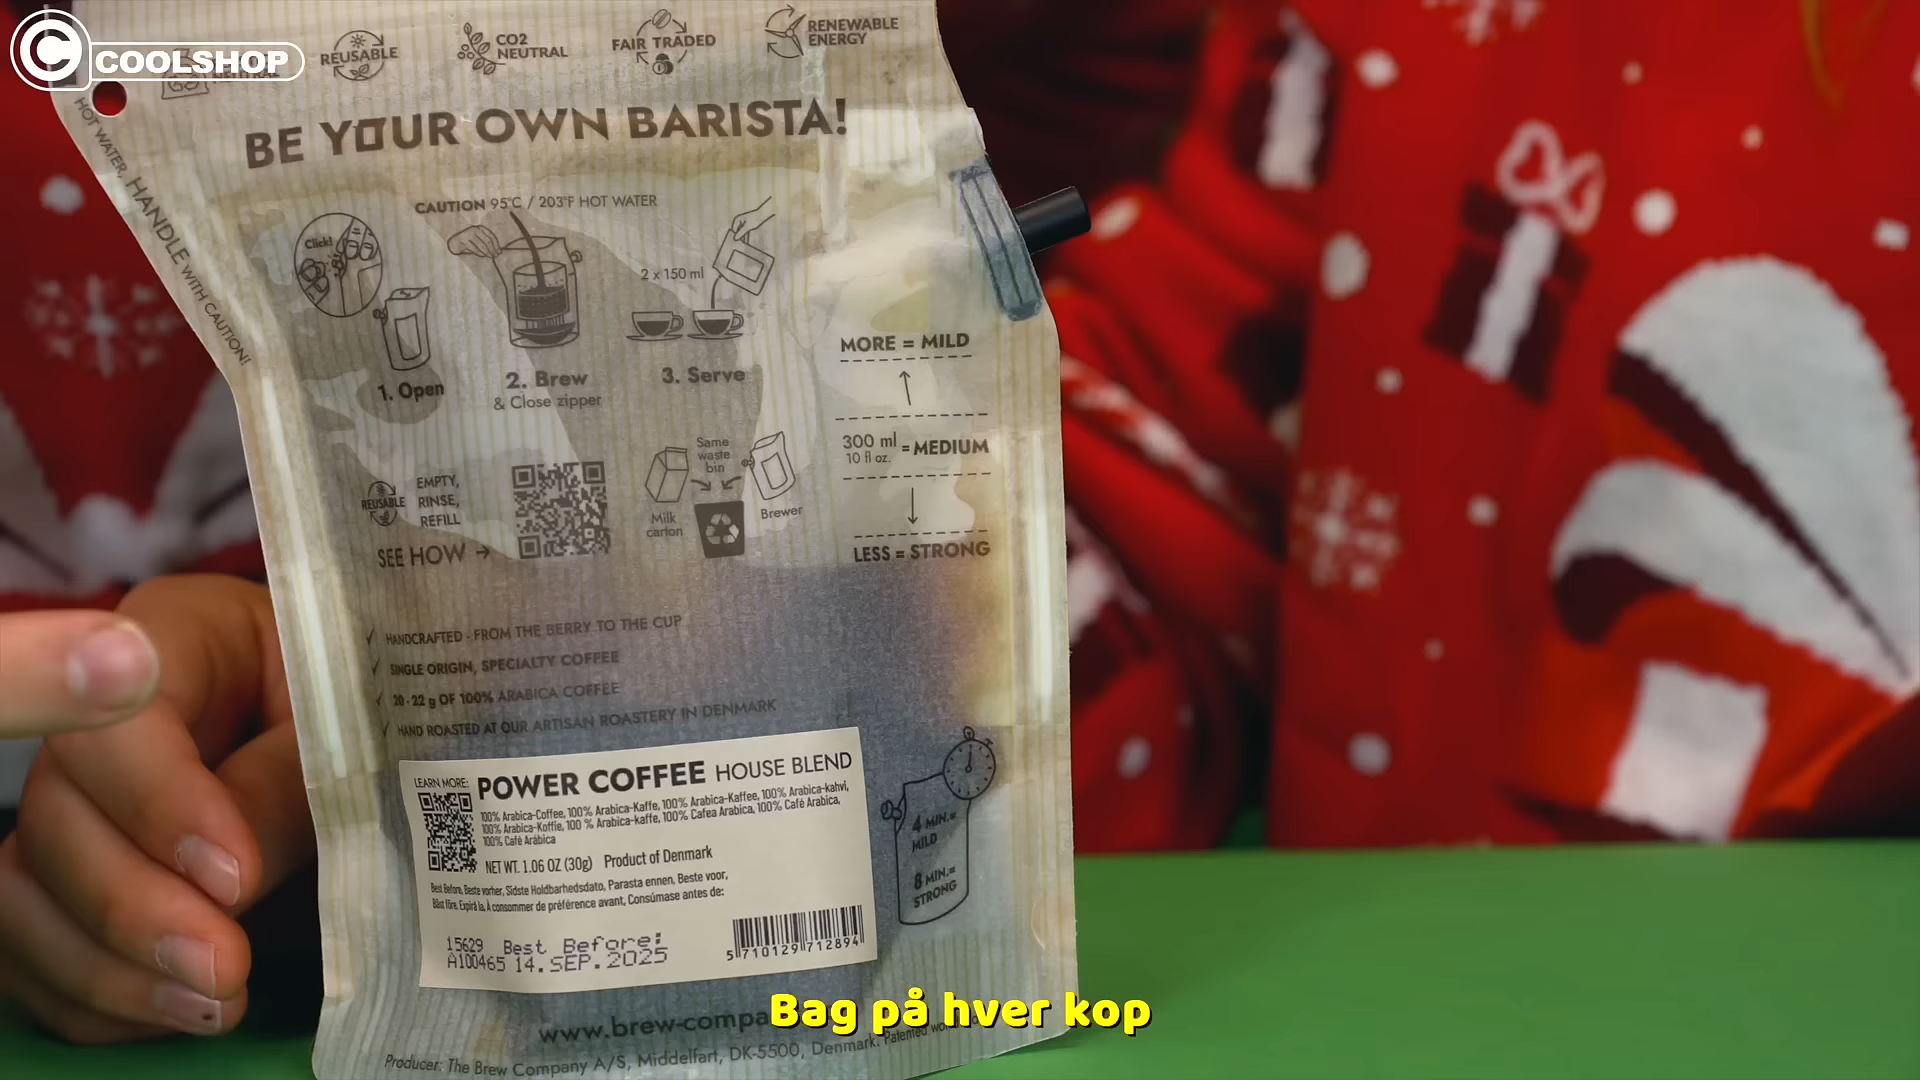 COOLSHOP
REUSABLE
CO2
NEUTRAL
FAIR TRADED
RENEWABLE
ENERGY
HOT WATER, HANDLE WITH CAUTION!
BE YOUR OWN BARISTA!
CAUTION 95°C / 203°F HOT WATER
Click!
2 x 150 ml
1. Open
2. Brew
& Close zipper
3. Serve
MORE = MILD
300 ml
10 fl oz.
= MEDIUM
LESS = STRONG
REUSABLE
EMPTY,
RINSE,
REFILL
SEE HOW →
Same
waste
bin
Milk
carton
Brewer
✓ HANDCRAFTED - FROM THE BERRY TO THE CUP
✓ SINGLE ORIGIN, SPECIALTY COFFEE
✓ 20-22 g OF 100% ARABICA COFFEE
✓ HAND ROASTED AT OUR ARTISAN ROASTERY IN DENMARK
LEARN MORE:
POWER COFFEE HOUSE BLEND
100% Arabica-Coffee, 100% Arabica-Kaffe, 100% Arabica-Kaffee, 100% Arabica-kahvi,
100% Arabica-Koffie, 100 % Arabica-kaffe, 100% Cafea Arabica, 100% Café Arabica,
100% Café Arábica
NET WT. 1.06 OZ (30g) Product of Denmark
Best Before, Beste vorher, Sidste Holdbarhedsdato, Parasta ennen, Beste voor,
Bäst före, Expiră la, À consommer de préférence avant, Consúmase antes de:
15629 Best Before:
A100465 14.SEP.2025
5 710129 712894
4 MIN.=
MILD
8 MIN.=
STRONG
www.brew-compa
Producer: The Brew Company A/S, Middelfart, DK-5500, Denmark. Patented
Bag på hver kop